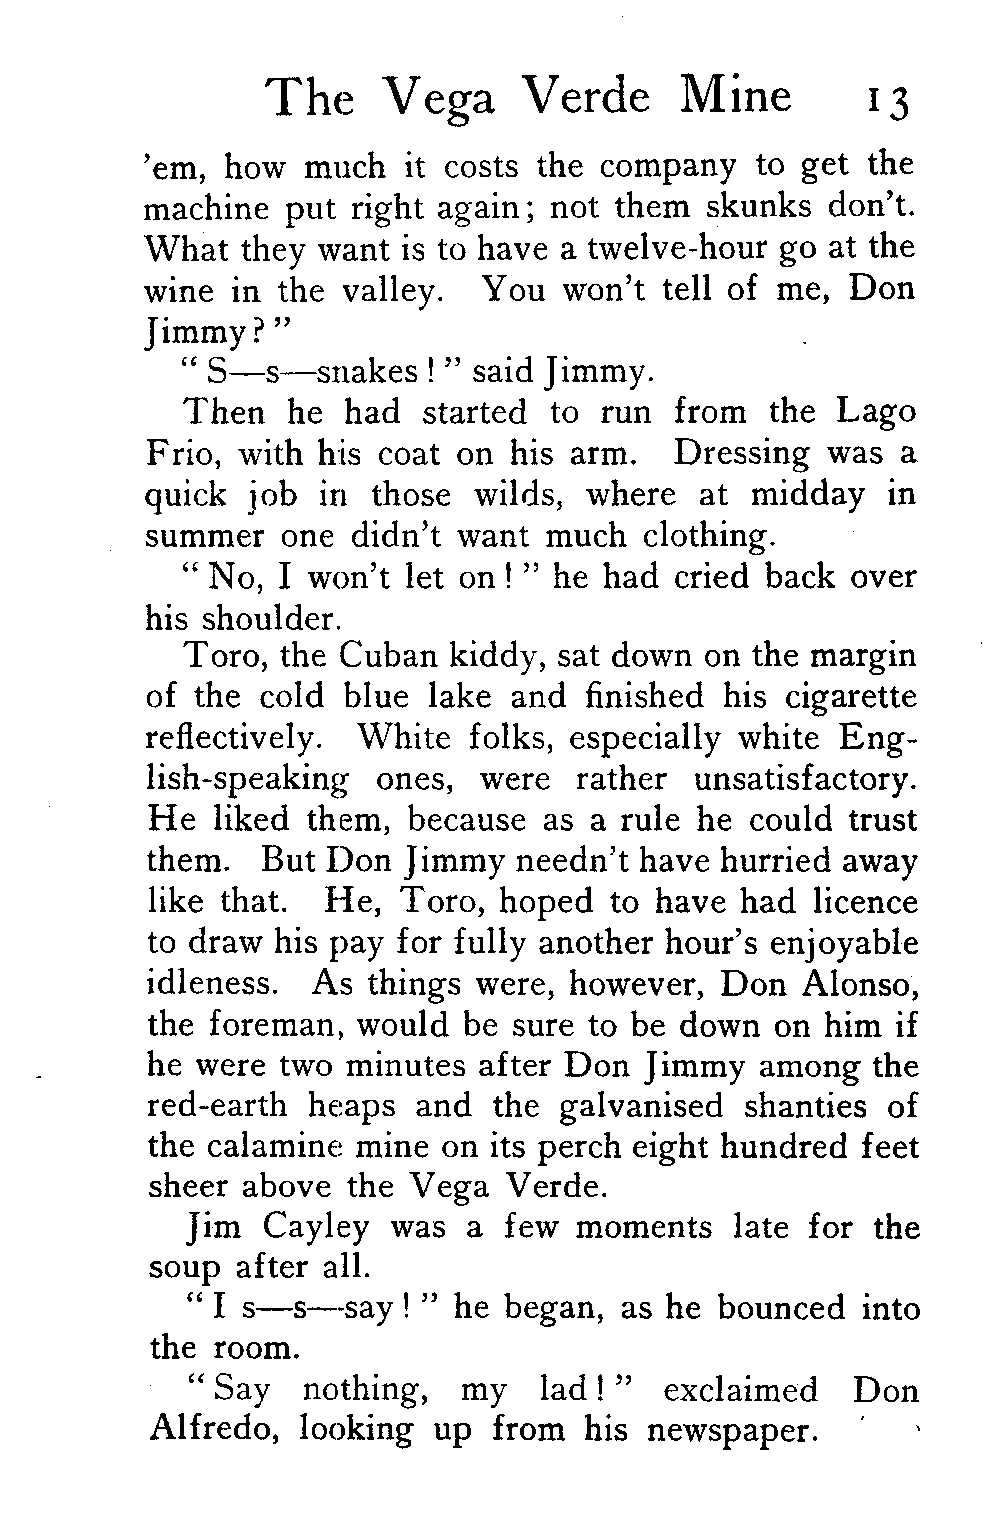 The Vega Verde Mine 13
'em, how much it costs the company to get the
machine put right again; not them skunks don't.
What they want is to have a twelve-hour go at the
wine in the valley. You won't tell of me, Don
Jimmy?"
"S—s—snakes!" said Jimmy.
Then he had started to run from the Lago
Frio, with his coat on his arm. Dressing was a
quick job in those wilds, where at midday in
summer one didn't want much clothing.
"No, I won't let on!" he had cried back over
his shoulder.
Toro, the Cuban kiddy, sat down on the margin
of the cold blue lake and finished his cigarette
reflectively. White folks, especially white Eng-
lish-speaking ones, were rather unsatisfactory.
He liked them, because as a rule he could trust
them. But Don Jimmy needn't have hurried away
like that. He, Toro, hoped to have had licence
to draw his pay for fully another hour's enjoyable
idleness. As things were, however, Don Alonso,
the foreman, would be sure to be down on him if
he were two minutes after Don Jimmy among the
red-earth heaps and the galvanised shanties of
the calamine mine on its perch eight hundred feet
sheer above the Vega Verde.
Jim Cayley was a few moments late for the
soup after all.
"I s—s—say!" he began, as he bounced into
the room.
"Say nothing, my lad!" exclaimed Don
Alfredo, looking up from his newspaper.